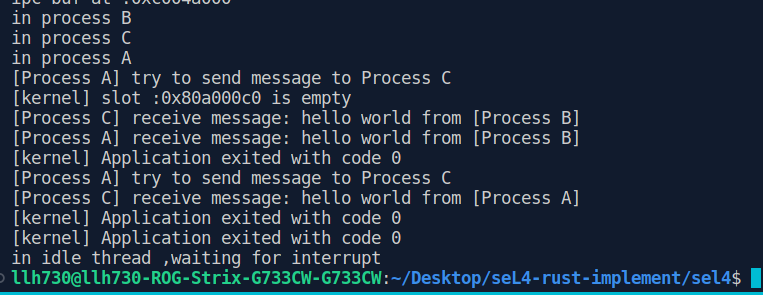 ipc buf at :0xc004a000
in process B
in process C
in process A
[Process A] try to send message to Process C
[kernel] slot :0x80a000c0 is empty
[Process C] receive message: hello world from [Process B]
[Process A] receive message: hello world from [Process B]
[kernel] Application exited with code 0
[Process A] try to send message to Process C
[Process C] receive message: hello world from [Process A]
[kernel] Application exited with code 0
[kernel] Application exited with code 0
in idle thread ,waiting for interrupt
llh730@llh730-ROG-Strix-G733CW-G733CW:~/Desktop/seL4-rust-implement/sel4$